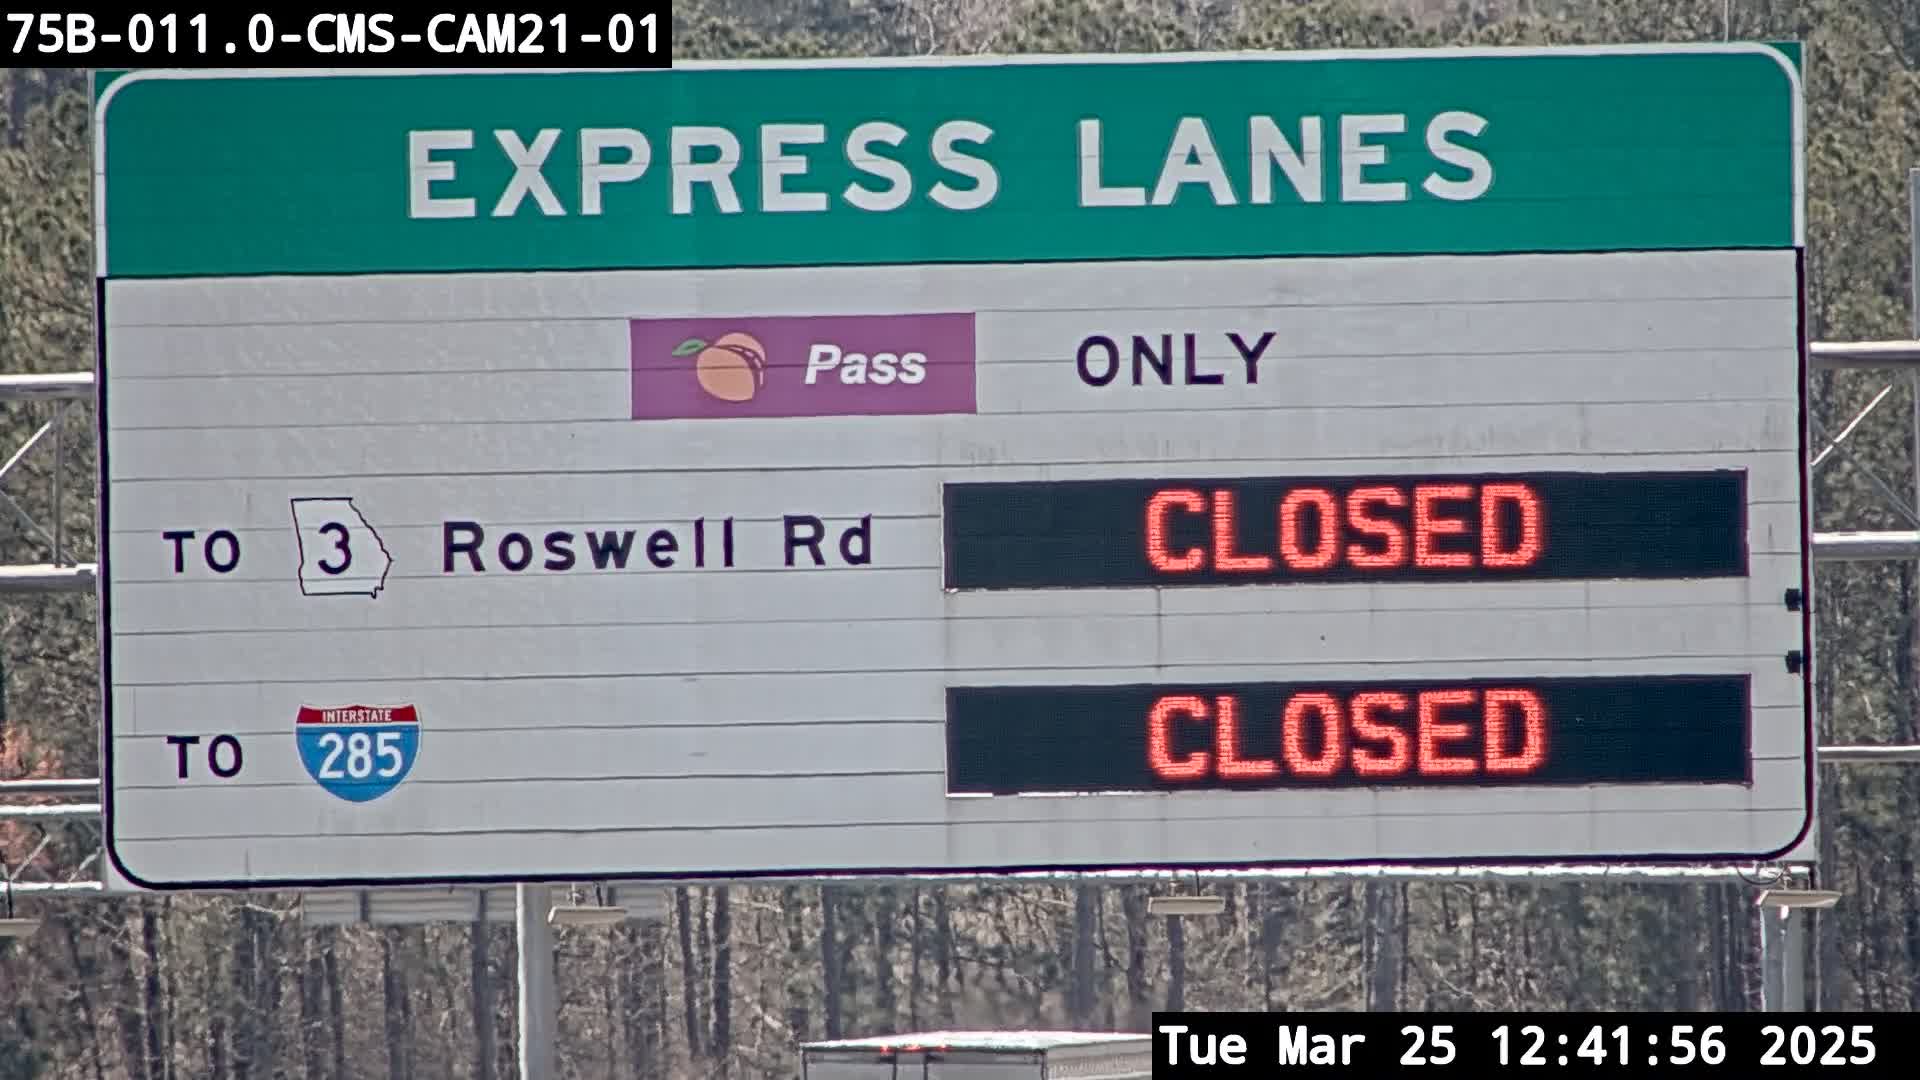 75B-011.0-CMS-CAM21-01
EXPRESS LANES
Pass ONLY
TO 3 Roswell Rd CLOSED
TO INTERSTATE 285 CLOSED
Tue Mar 25 12:41:56 2025